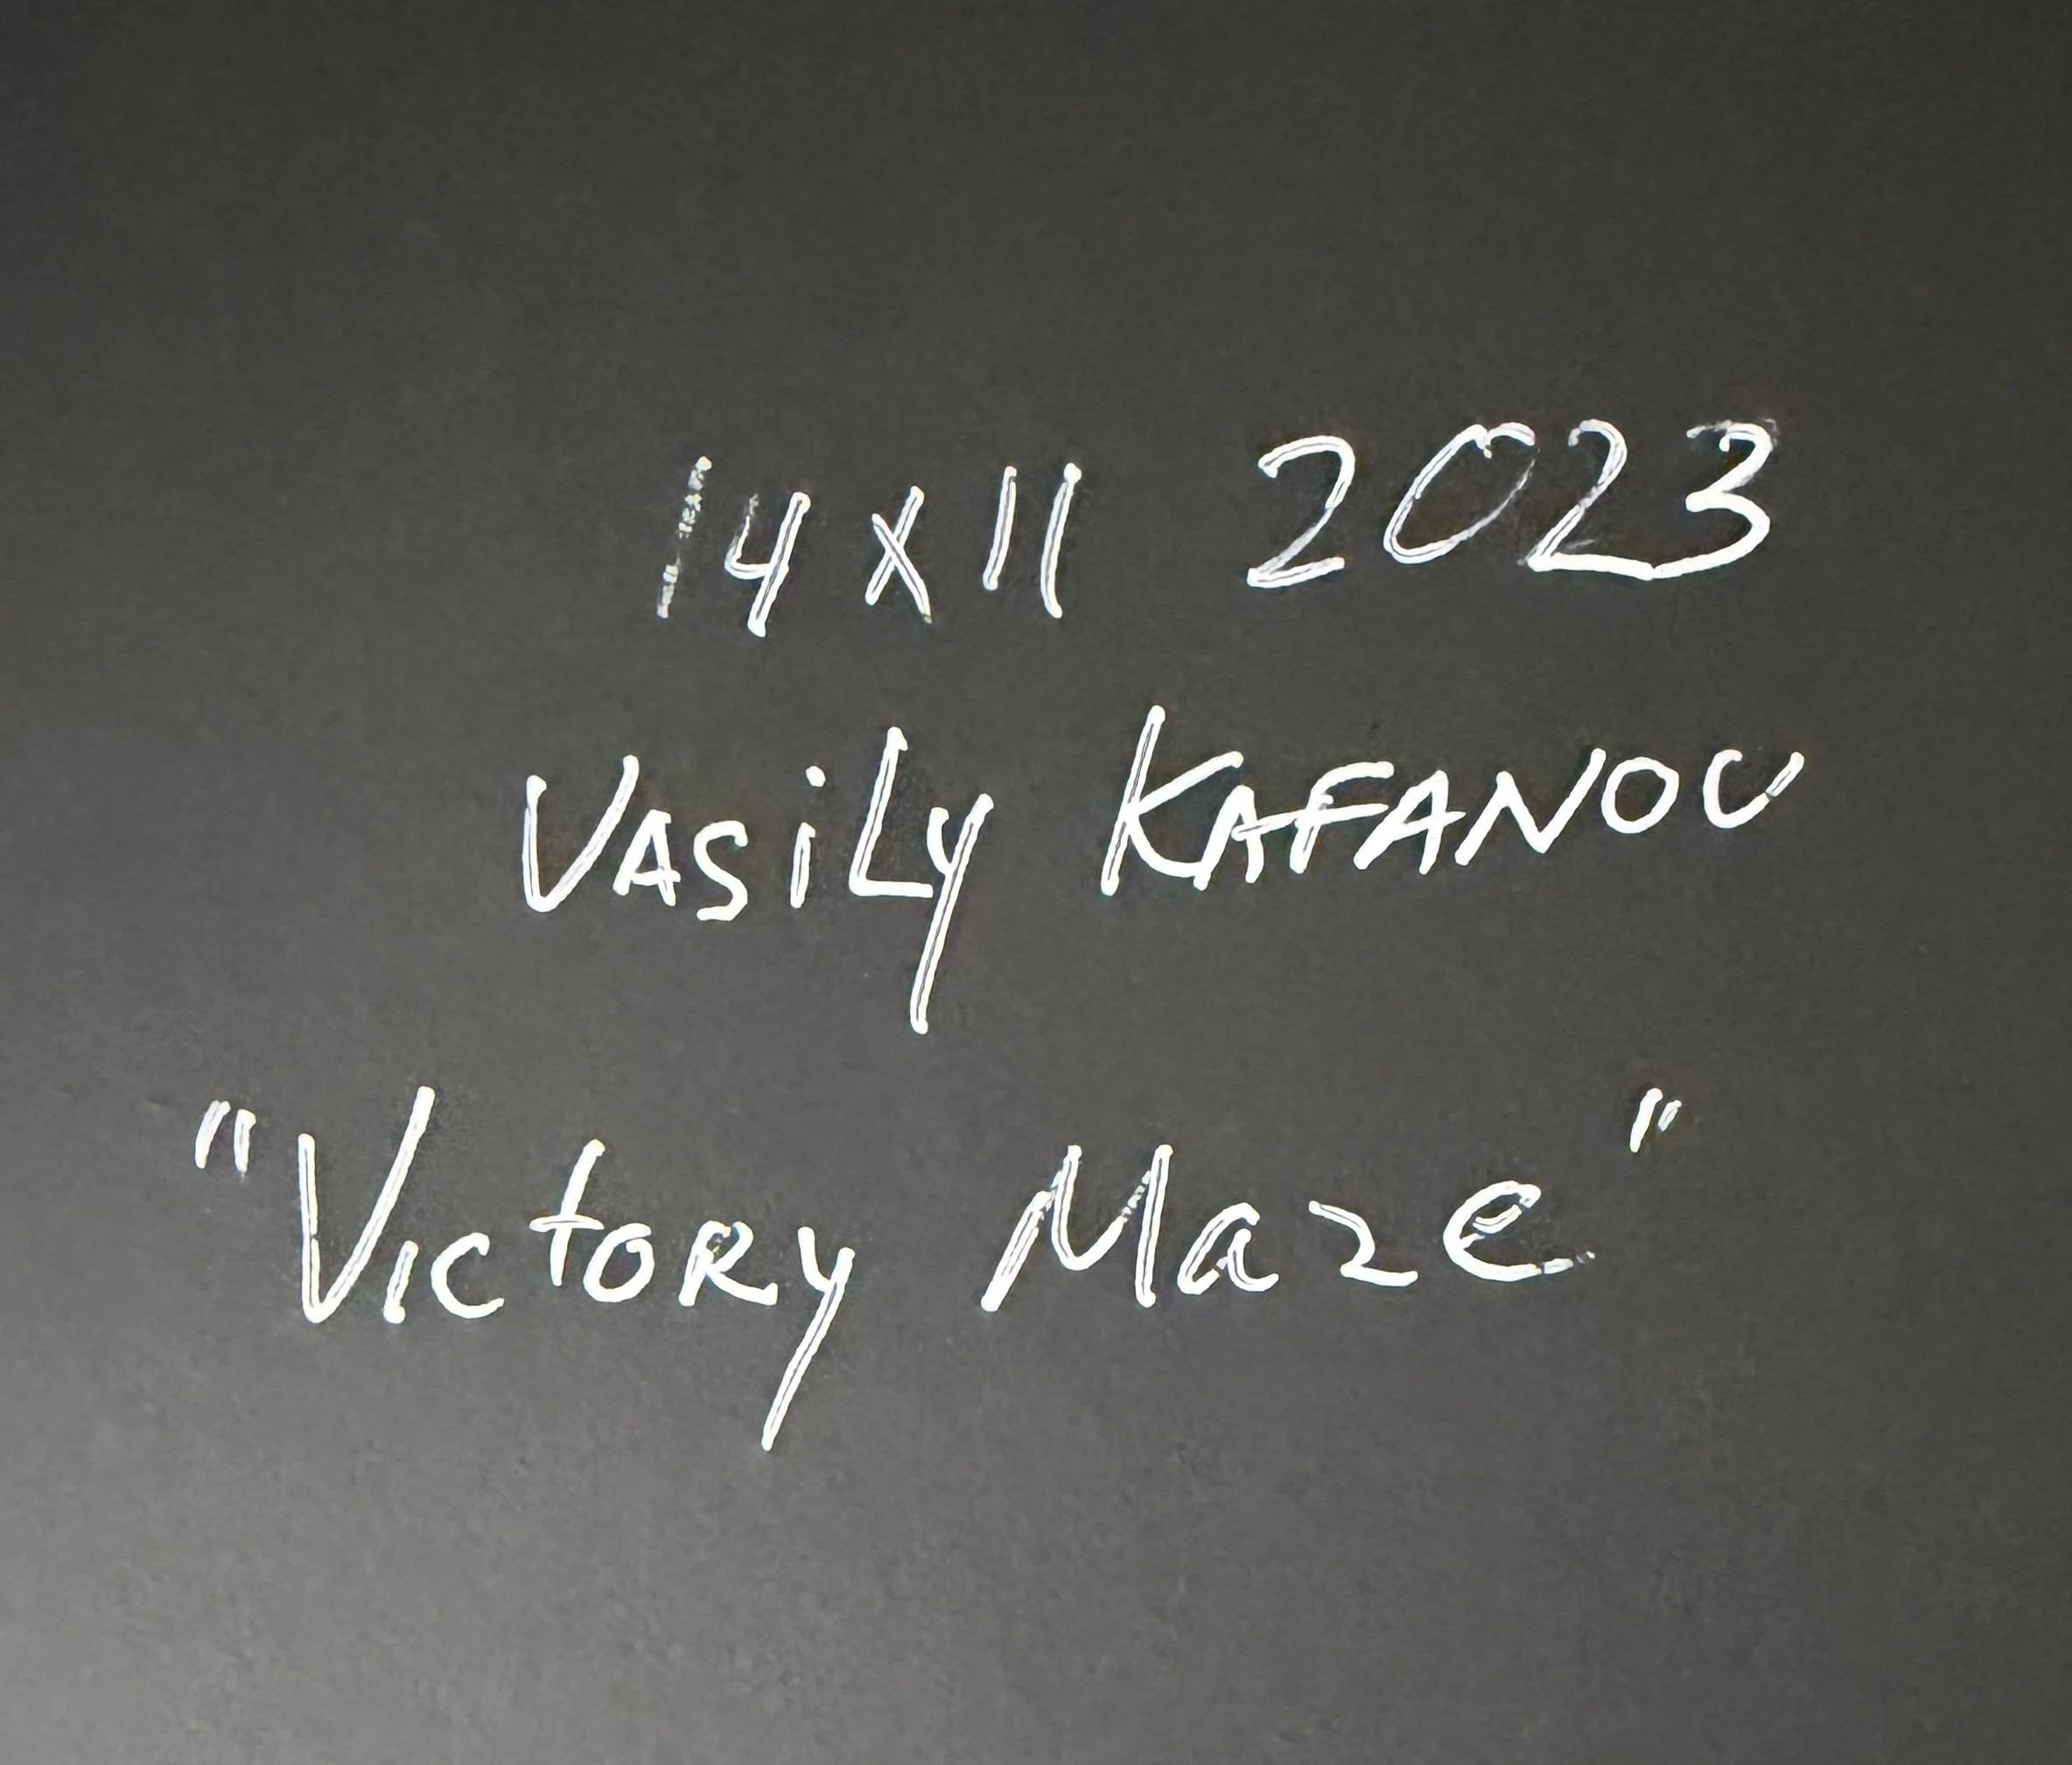 14 x 11 2023
VASiLy KAFANOV
"VICtORy Maze"